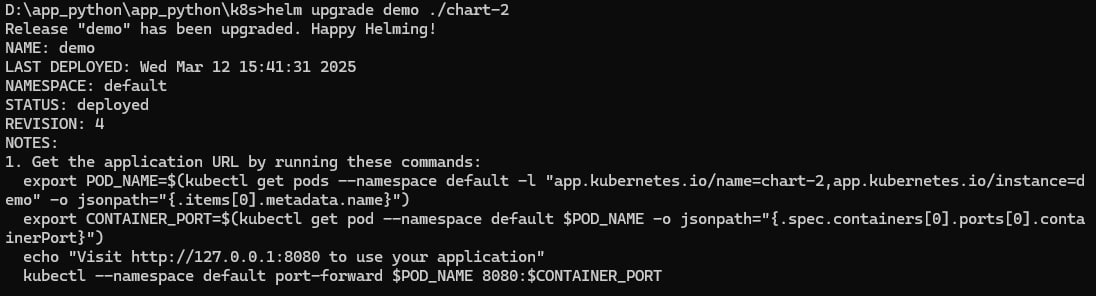 D:\app_python\app_python\k8s>helm upgrade demo ./chart-2
Release "demo" has been upgraded. Happy Helming!
NAME: demo
LAST DEPLOYED: Wed Mar 12 15:41:31 2025
NAMESPACE: default
STATUS: deployed
REVISION: 4
NOTES:
1. Get the application URL by running these commands:
  export POD_NAME=$(kubectl get pods --namespace default -l "app.kubernetes.io/name=chart-2,app.kubernetes.io/instance=d
emo" -o jsonpath="{.items[0].metadata.name}")
  export CONTAINER_PORT=$(kubectl get pod --namespace default $POD_NAME -o jsonpath="{.spec.containers[0].ports[0].conta
inerPort}")
  echo "Visit http://127.0.0.1:8080 to use your application"
  kubectl --namespace default port-forward $POD_NAME 8080:$CONTAINER_PORT